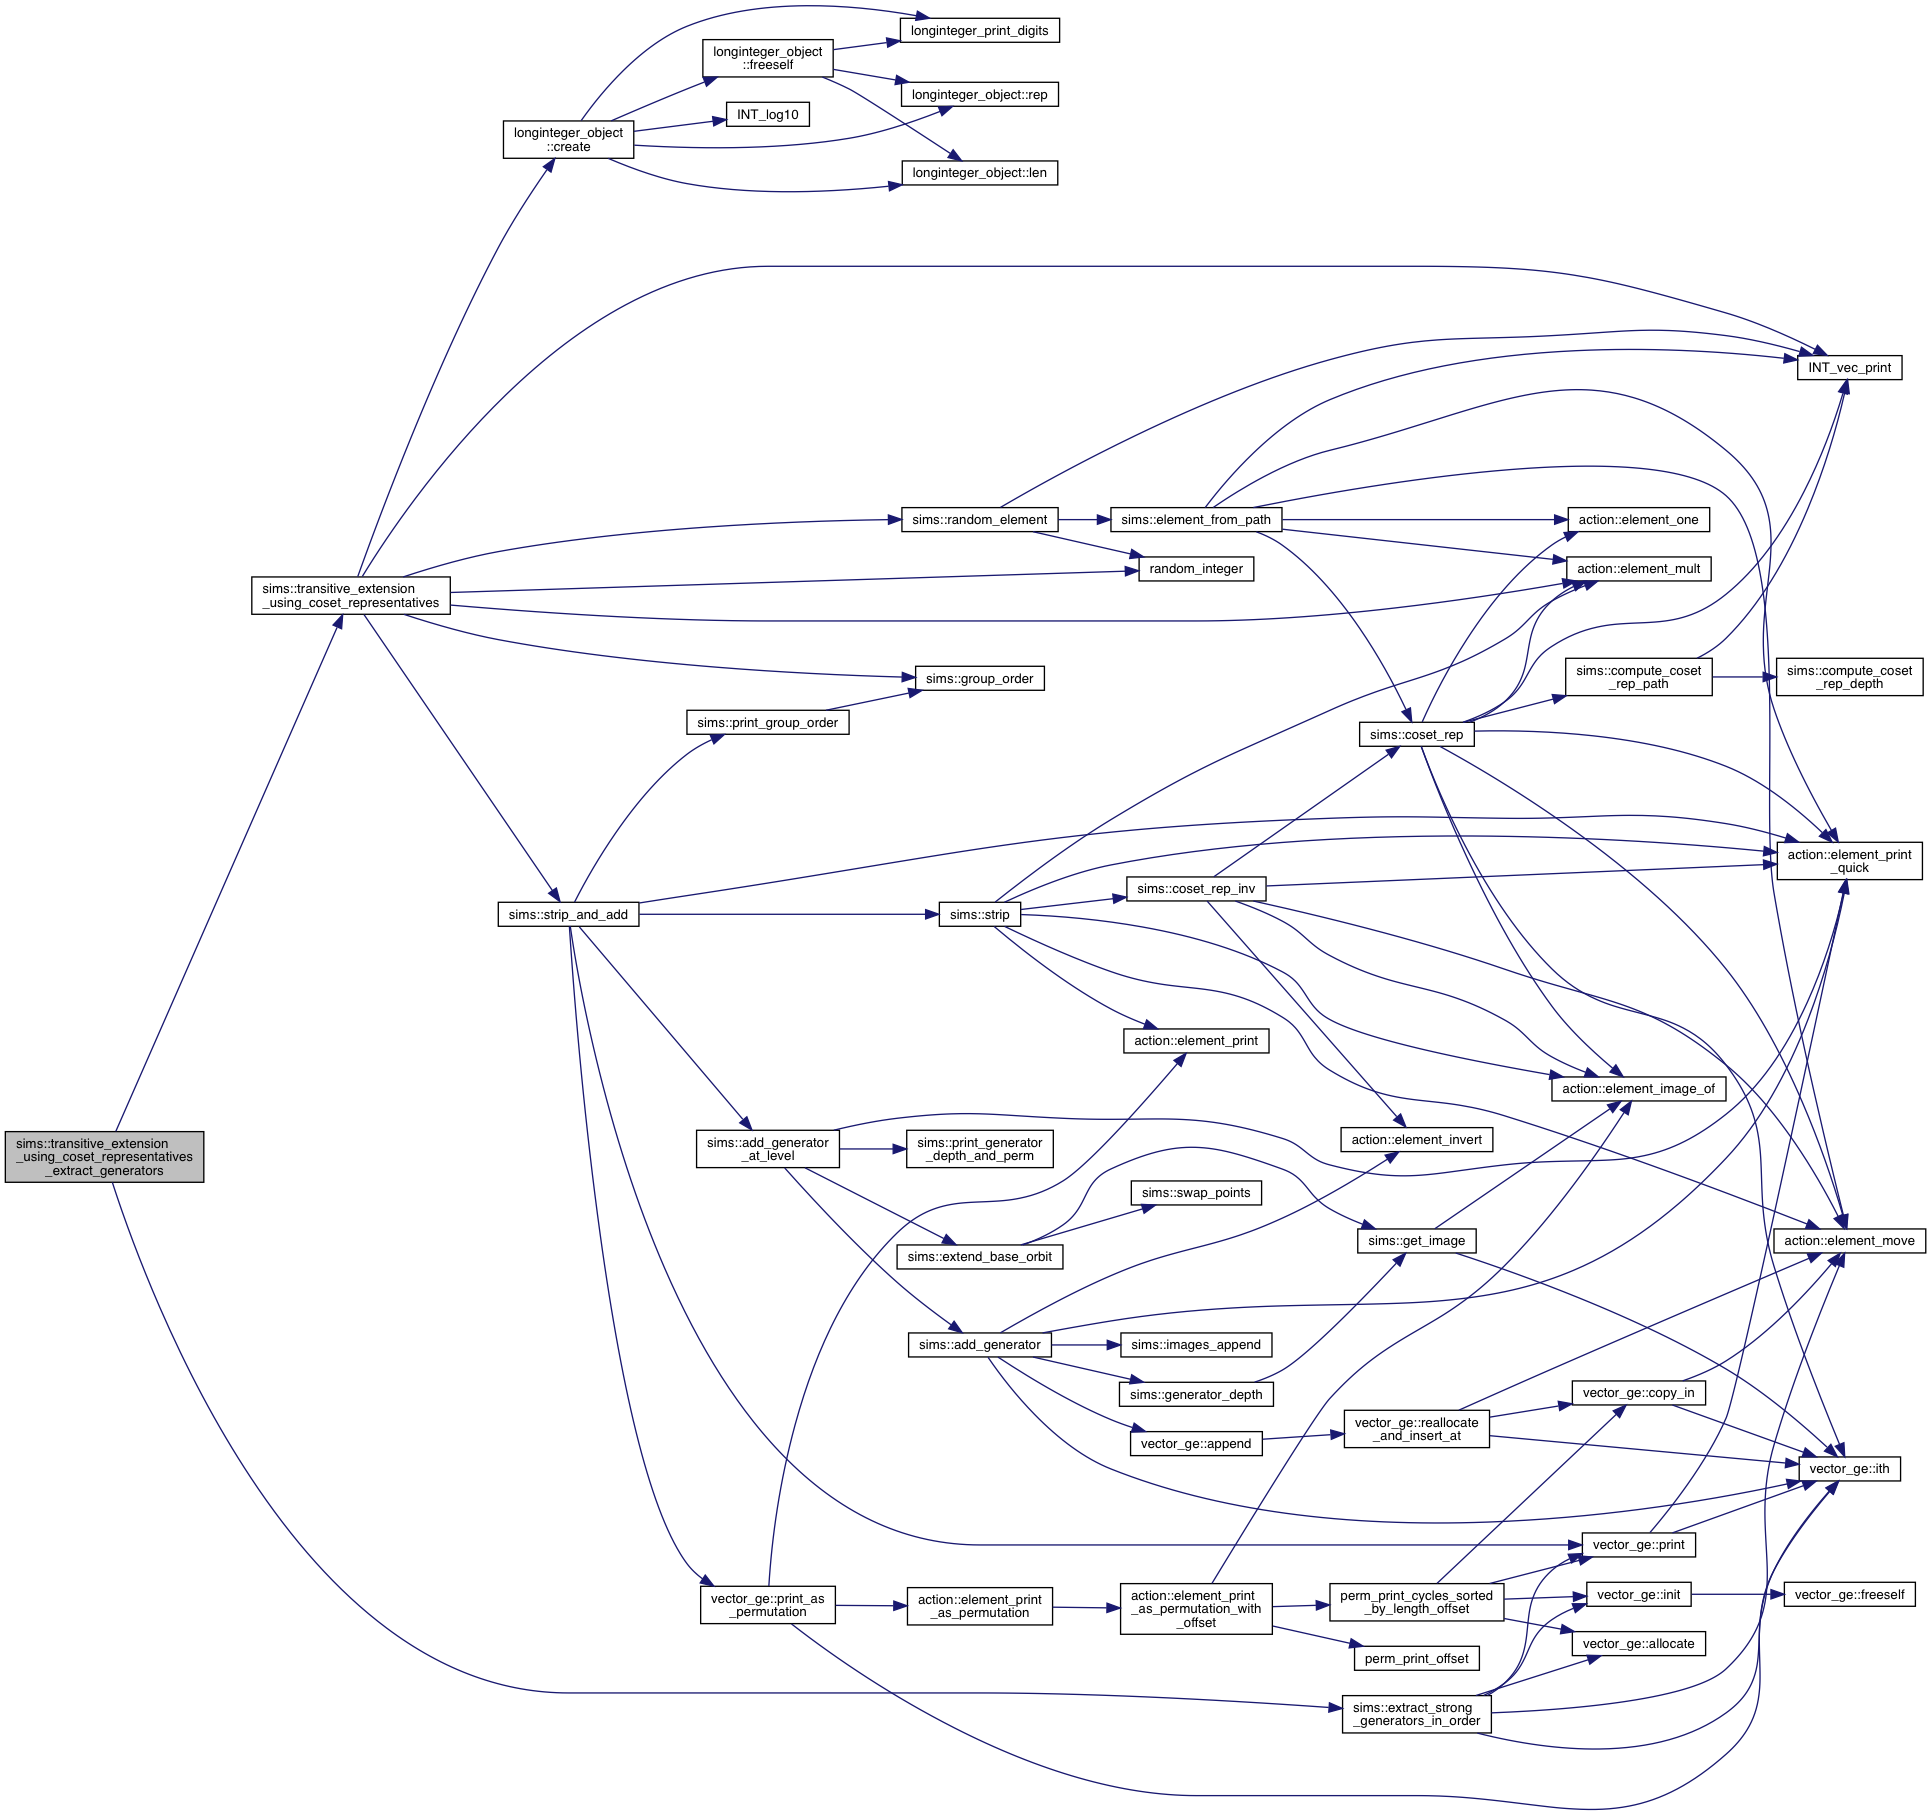 longinteger_print_digits
longinteger_object
::freeself
longinteger_object::rep
INT_log10
longinteger_object
::create
longinteger_object::len
INT_vec_print
sims::random_element
sims::element_from_path
action::element_one
random_integer
action::element_mult
sims::transitive_extension
_using_coset_representatives
sims::group_order
sims::compute_coset
_rep_path
sims::compute_coset
_rep_depth
sims::print_group_order
sims::coset_rep
action::element_print
_quick
sims::coset_rep_inv
sims::strip_and_add
sims::strip
action::element_print
action::element_image_of
sims::transitive_extension
_using_coset_representatives
_extract_generators
sims::add_generator
_at_level
sims::print_generator
_depth_and_perm
action::element_invert
sims::swap_points
sims::extend_base_orbit
sims::get_image
action::element_move
sims::add_generator
sims::images_append
sims::generator_depth
vector_ge::copy_in
vector_ge::append
vector_ge::reallocate
_and_insert_at
vector_ge::ith
vector_ge::print
vector_ge::print_as
_permutation
action::element_print
_as_permutation
action::element_print
_as_permutation_with
_offset
perm_print_cycles_sorted
_by_length_offset
vector_ge::init
vector_ge::freeself
vector_ge::allocate
perm_print_offset
sims::extract_strong
_generators_in_order